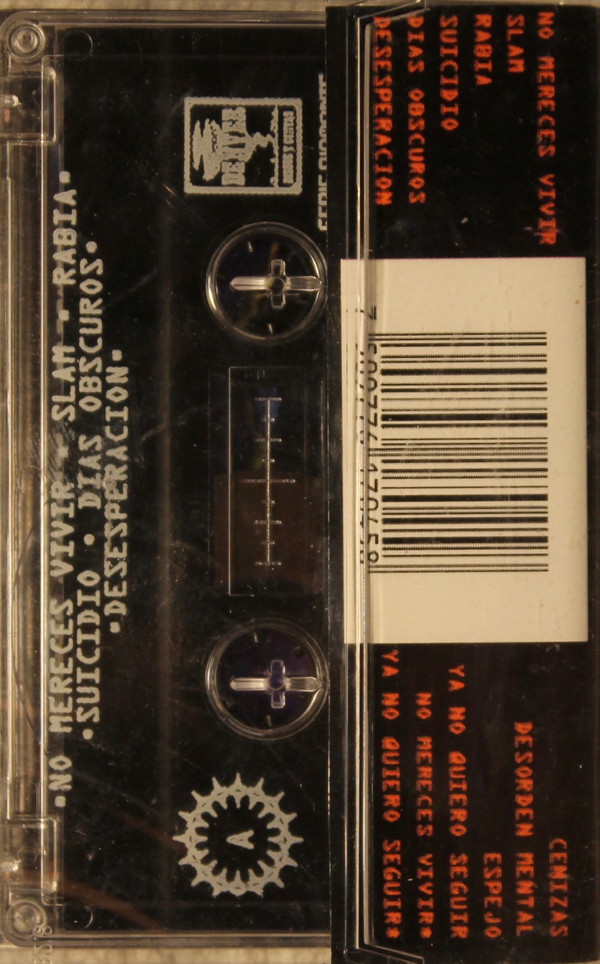 •NO MERECES VIVIR • SLAM • RABIA•
•SUICIDIO • DIAS OBSCUROS•
•DESESPERACION•
DENVER
A
NO MERECES VIVIR
SLAM
RABIA
SUICIDIO
DIAS OBSCUROS
DESESPERACION
CENIZAS
DESORDEN MENTAL
ESPEJO
YA NO QUIERO SEGUIR
NO MERECES VIVIR*
YA NO QUIERO SEGUIR*